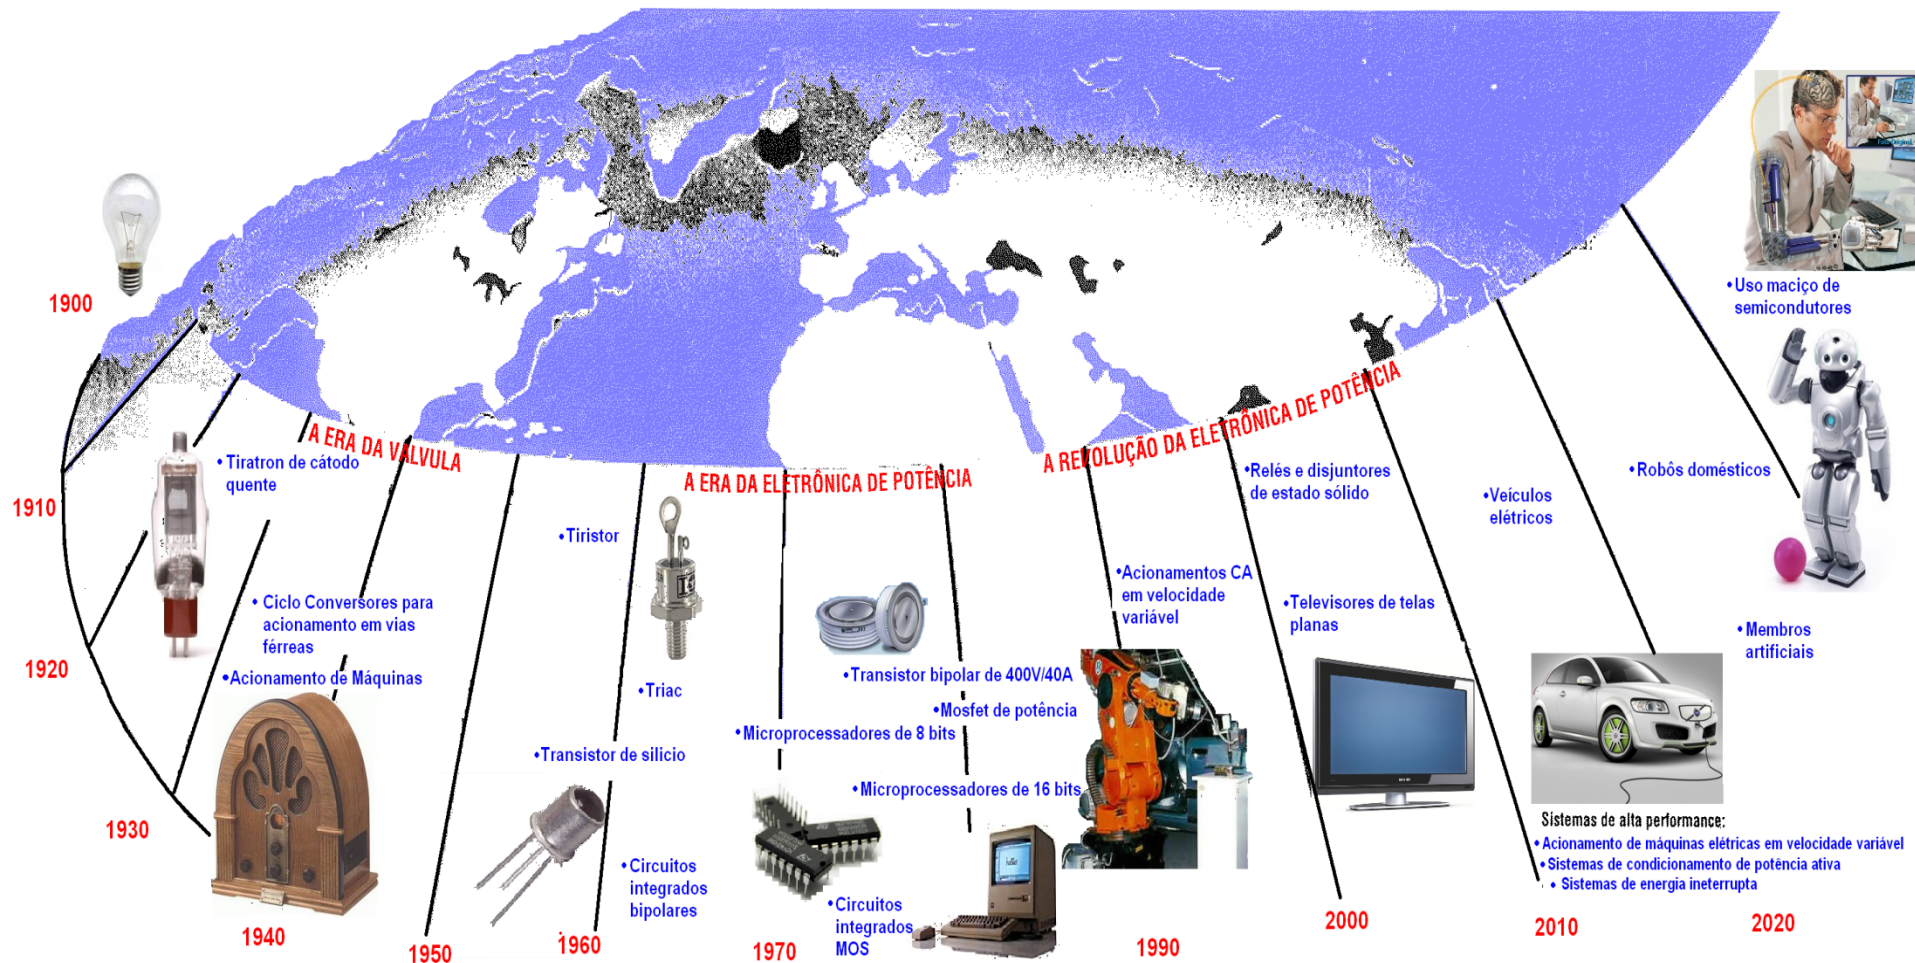 1900
1910
1920
1930
1940
1950
1960
1970
1990
2000
2010
2020
A ERA DA VÁLVULA
A ERA DA ELETRÔNICA DE POTÊNCIA
A REVOLUÇÃO DA ELETRÔNICA DE POTÊNCIA
•Tiratron de cátodo
quente
•Ciclo Conversores para
acionamento em vias
férreas
•Acionamento de Máquinas
•Tiristor
•Triac
•Transistor de silicio
•Circuitos
integrados
bipolares
•Transistor bipolar de 400V/40A
•Mosfet de potência
•Microprocessadores de 8 bits
•Microprocessadores de 16 bits
•Circuitos
integrados
MOS
•Acionamentos CA
em velocidade
variável
•Relés e disjuntores
de estado sólido
•Televisores de telas
planas
•Veículos
elétricos
Sistemas de alta performance:
•Acionamento de máquinas elétricas em velocidade variável
•Sistemas de condicionamento de potência ativa
• Sistemas de energia ineterrupta
•Uso maciço de
semicondutores
•Robôs domésticos
•Membros
artificiais